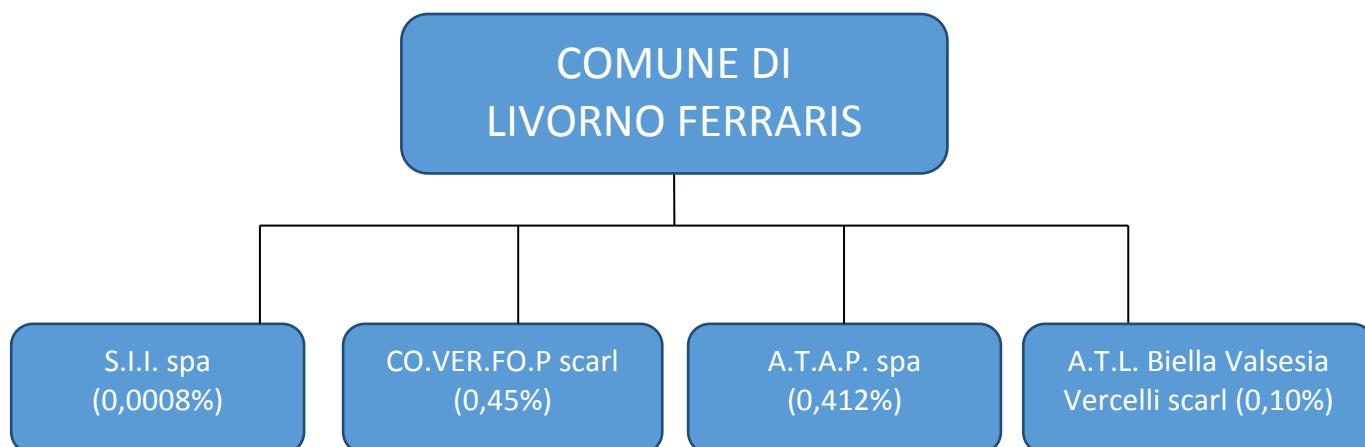 COMUNE DI
LIVORNO FERRARIS
S.I.I. spa
(0,0008%)
CO.VER.FO.P scarl
(0,45%)
A.T.A.P. spa
(0,412%)
A.T.L. Biella Valsesia
Vercelli scarl (0,10%)